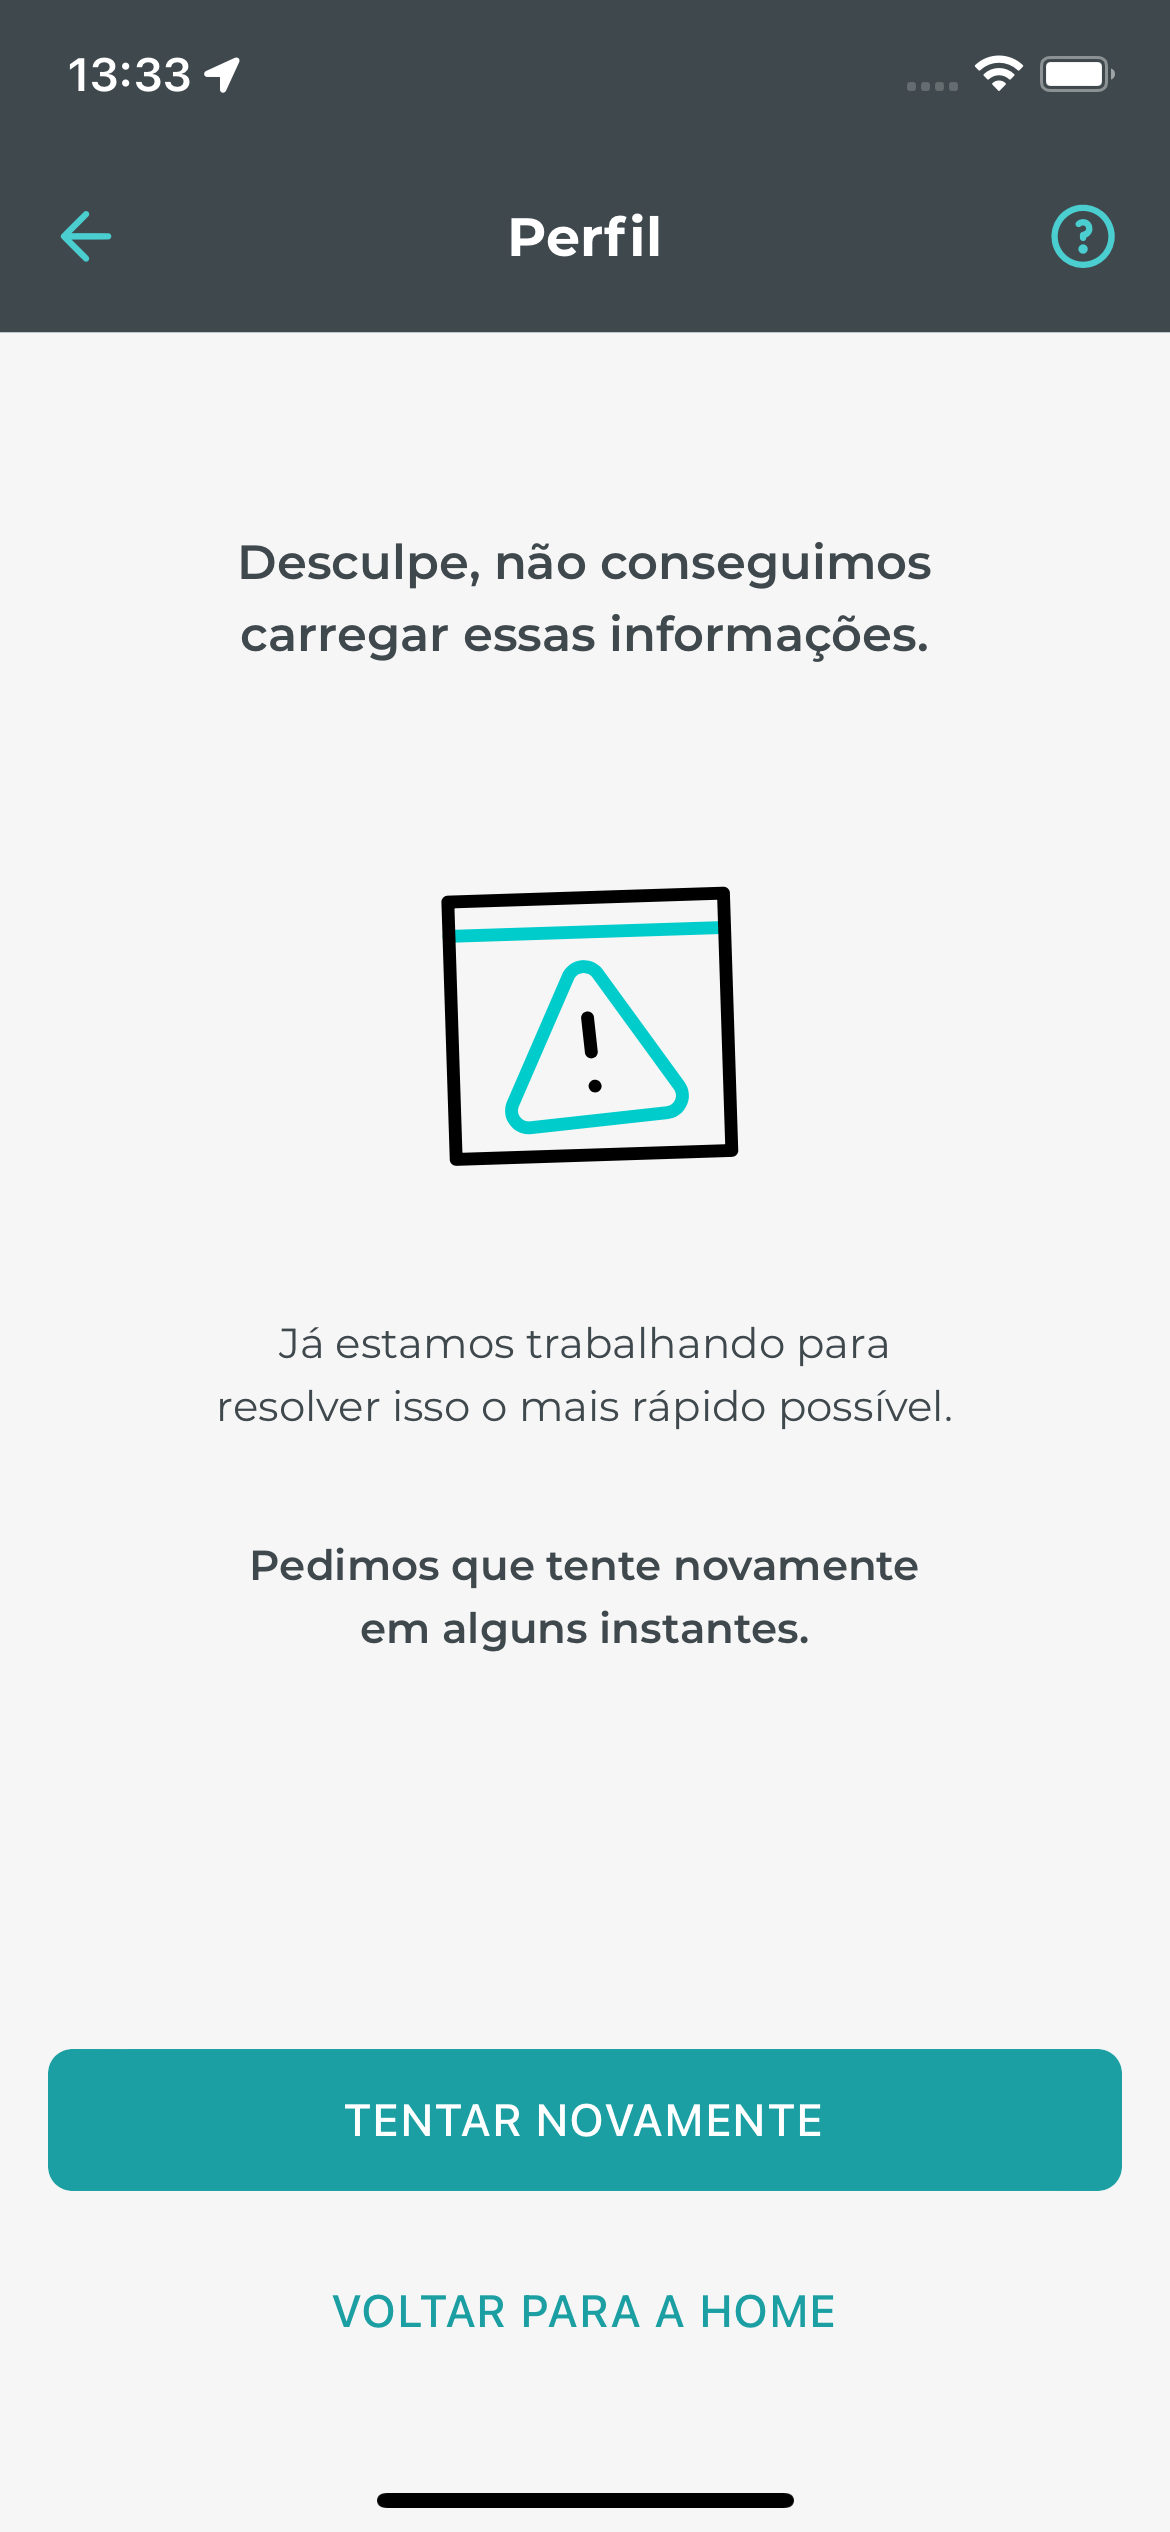 13:33
Perfil
Desculpe, não conseguimos
carregar essas informações.
Já estamos trabalhando para
resolver isso o mais rápido possível.
Pedimos que tente novamente
em alguns instantes.
TENTAR NOVAMENTE
VOLTAR PARA A HOME